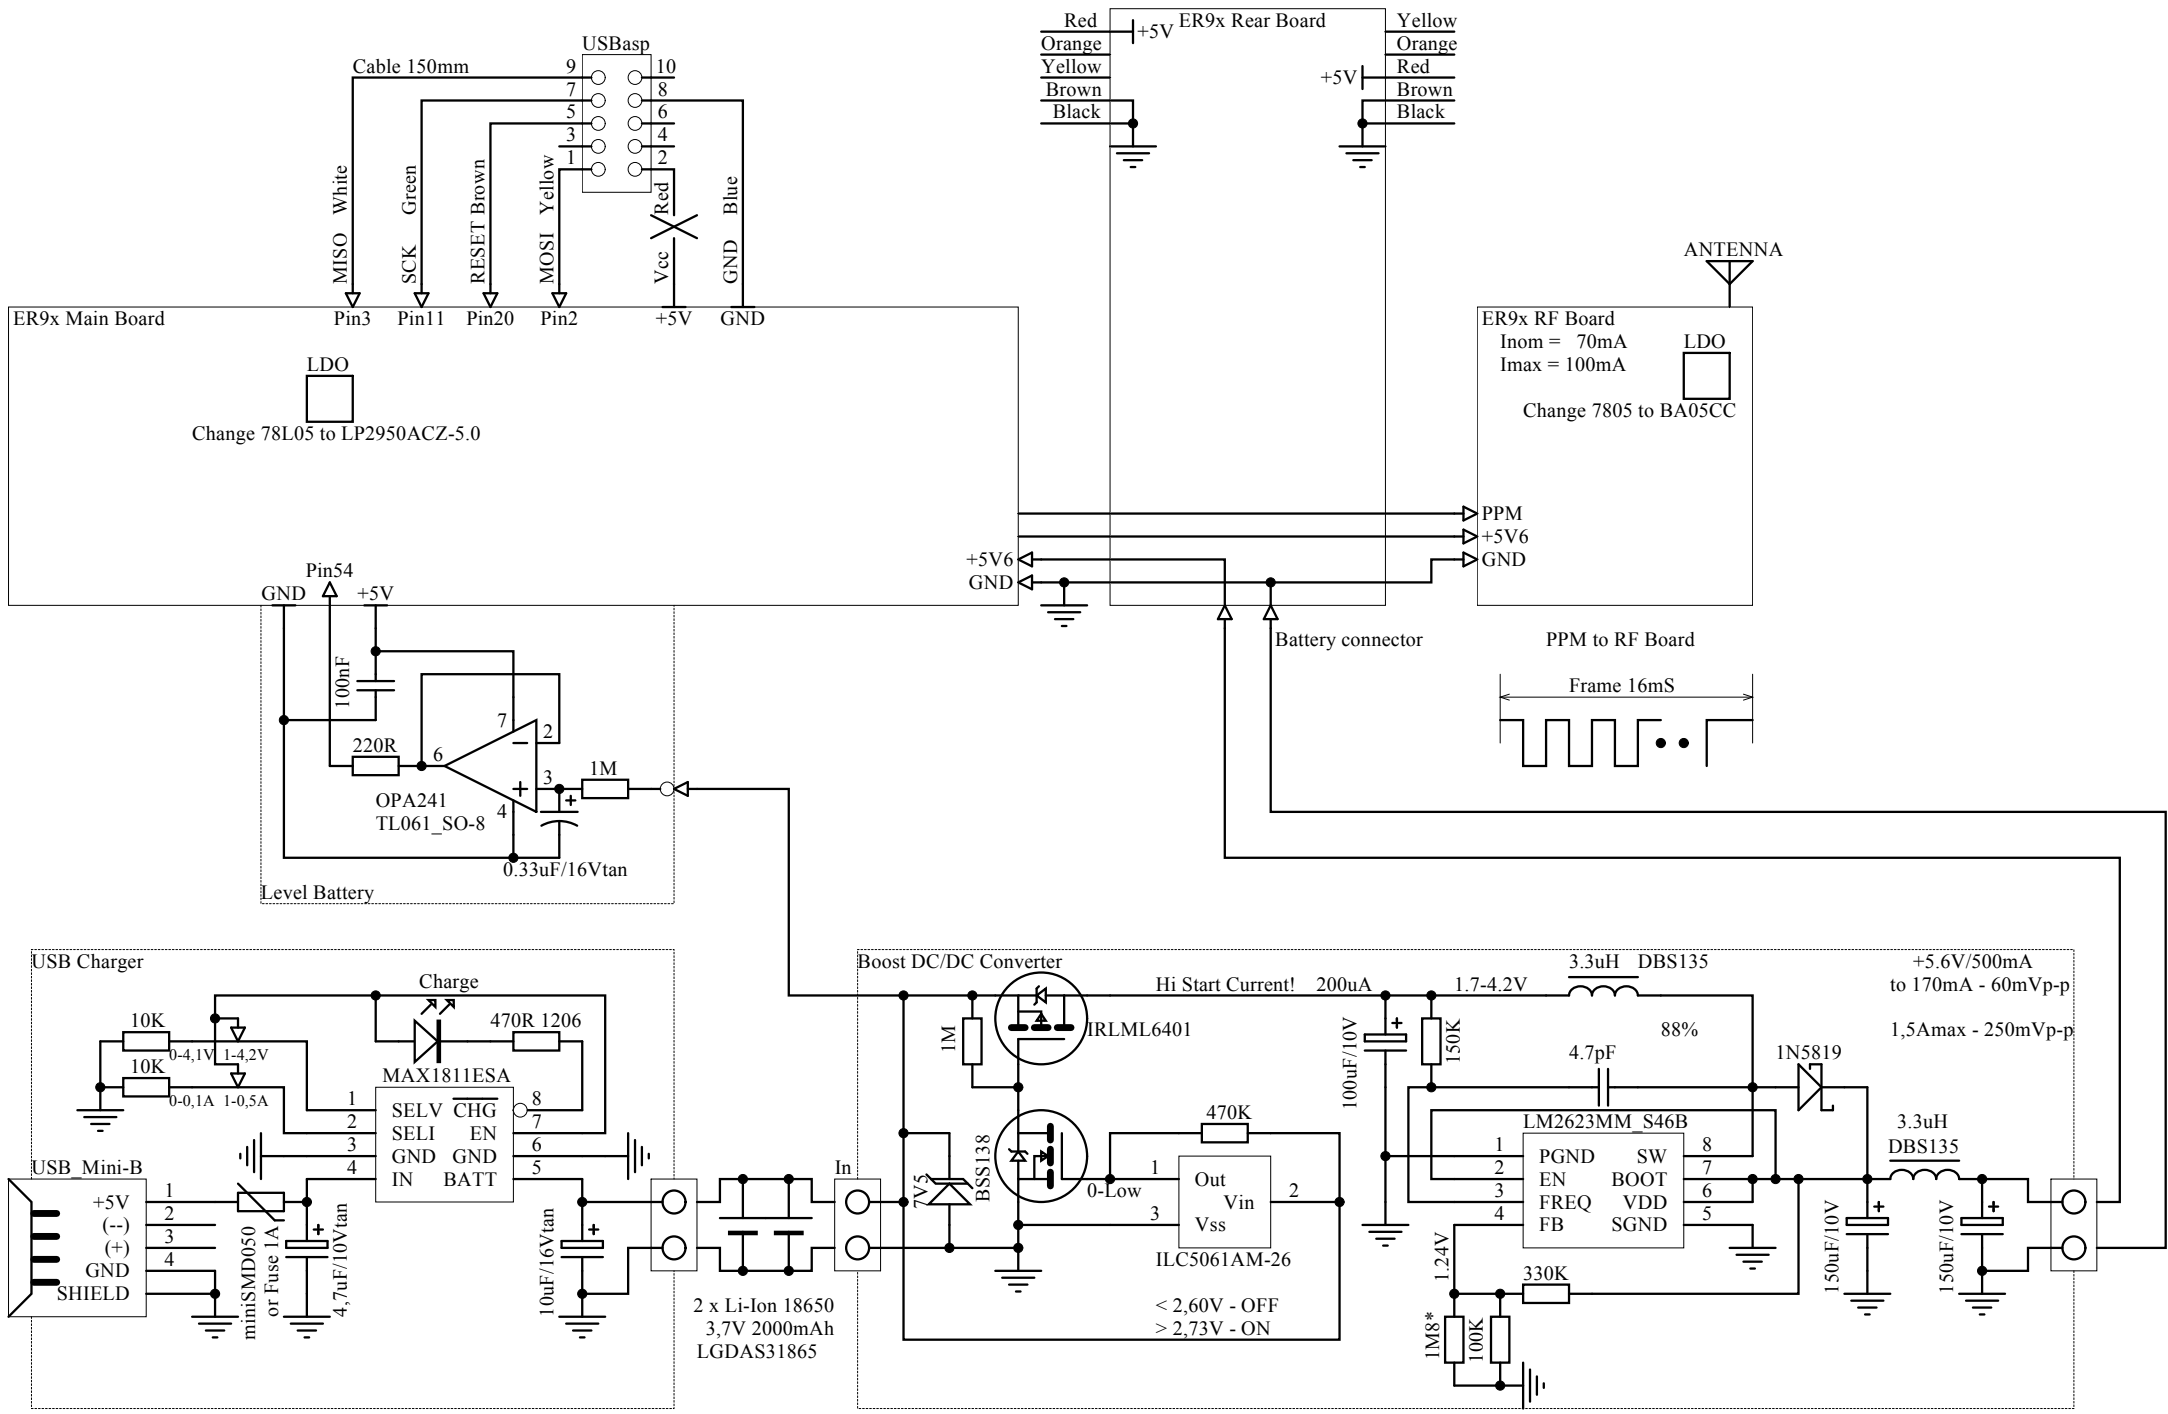 USBasp
Cable 150mm
9
10
7
8
5
6
3
4
1
2
MISO White
SCK Green
RESET Brown
MOSI Yellow
Vcc Red
GND Blue
Red
+5V
Orange
Yellow
Brown
Black
ER9x Rear Board
Yellow
Orange
+5V
Red
Brown
Black
ANTENNA
ER9x Main Board
Pin3
Pin11
Pin20
Pin2
+5V
GND
LDO
Change 78L05 to LP2950ACZ-5.0
ER9x RF Board
Inom = 70mA
Imax = 100mA
LDO
Change 7805 to BA05CC
PPM
+5V6
GND
+5V6
GND
Pin54
GND
+5V
Battery connector
PPM to RF Board
Frame 16mS
100nF
7
2
220R
6
3
1M
4
OPA241
TL061_SO-8
0.33uF/16Vtan
Level Battery
USB Charger
Charge
10K
470R 1206
0-4,1V 1-4,2V
10K
0-0,1A 1-0,5A
MAX1811ESA
1
SELV
CHG
8
2
SELI
EN
7
3
GND
GND
6
4
IN
BATT
5
USB_Mini-B
+5V
1
(--)
2
(+)
3
GND
4
SHIELD
miniSMD050
or Fuse 1A
4,7uF/10Vtan
10uF/16Vtan
2 x Li-Ion 18650
3,7V 2000mAh
LGDAS31865
In
Boost DC/DC Converter
Hi Start Current!
200uA
1.7-4.2V
3.3uH DBS135
+5.6V/500mA
to 170mA - 60mVp-p
1,5Amax - 250mVp-p
IRLML6401
1M
100uF/10V
150K
88%
4.7pF
1N5819
7V5
BSS138
470K
0-Low
1
Out
Vin
2
3
Vss
ILC5061AM-26
< 2,60V - OFF
> 2,73V - ON
LM2623MM_S46B
1
PGND
SW
8
2
EN
BOOT
7
3
FREQ
VDD
6
4
FB
SGND
5
3.3uH
DBS135
1.24V
330K
1M8*
100K
150uF/10V
150uF/10V